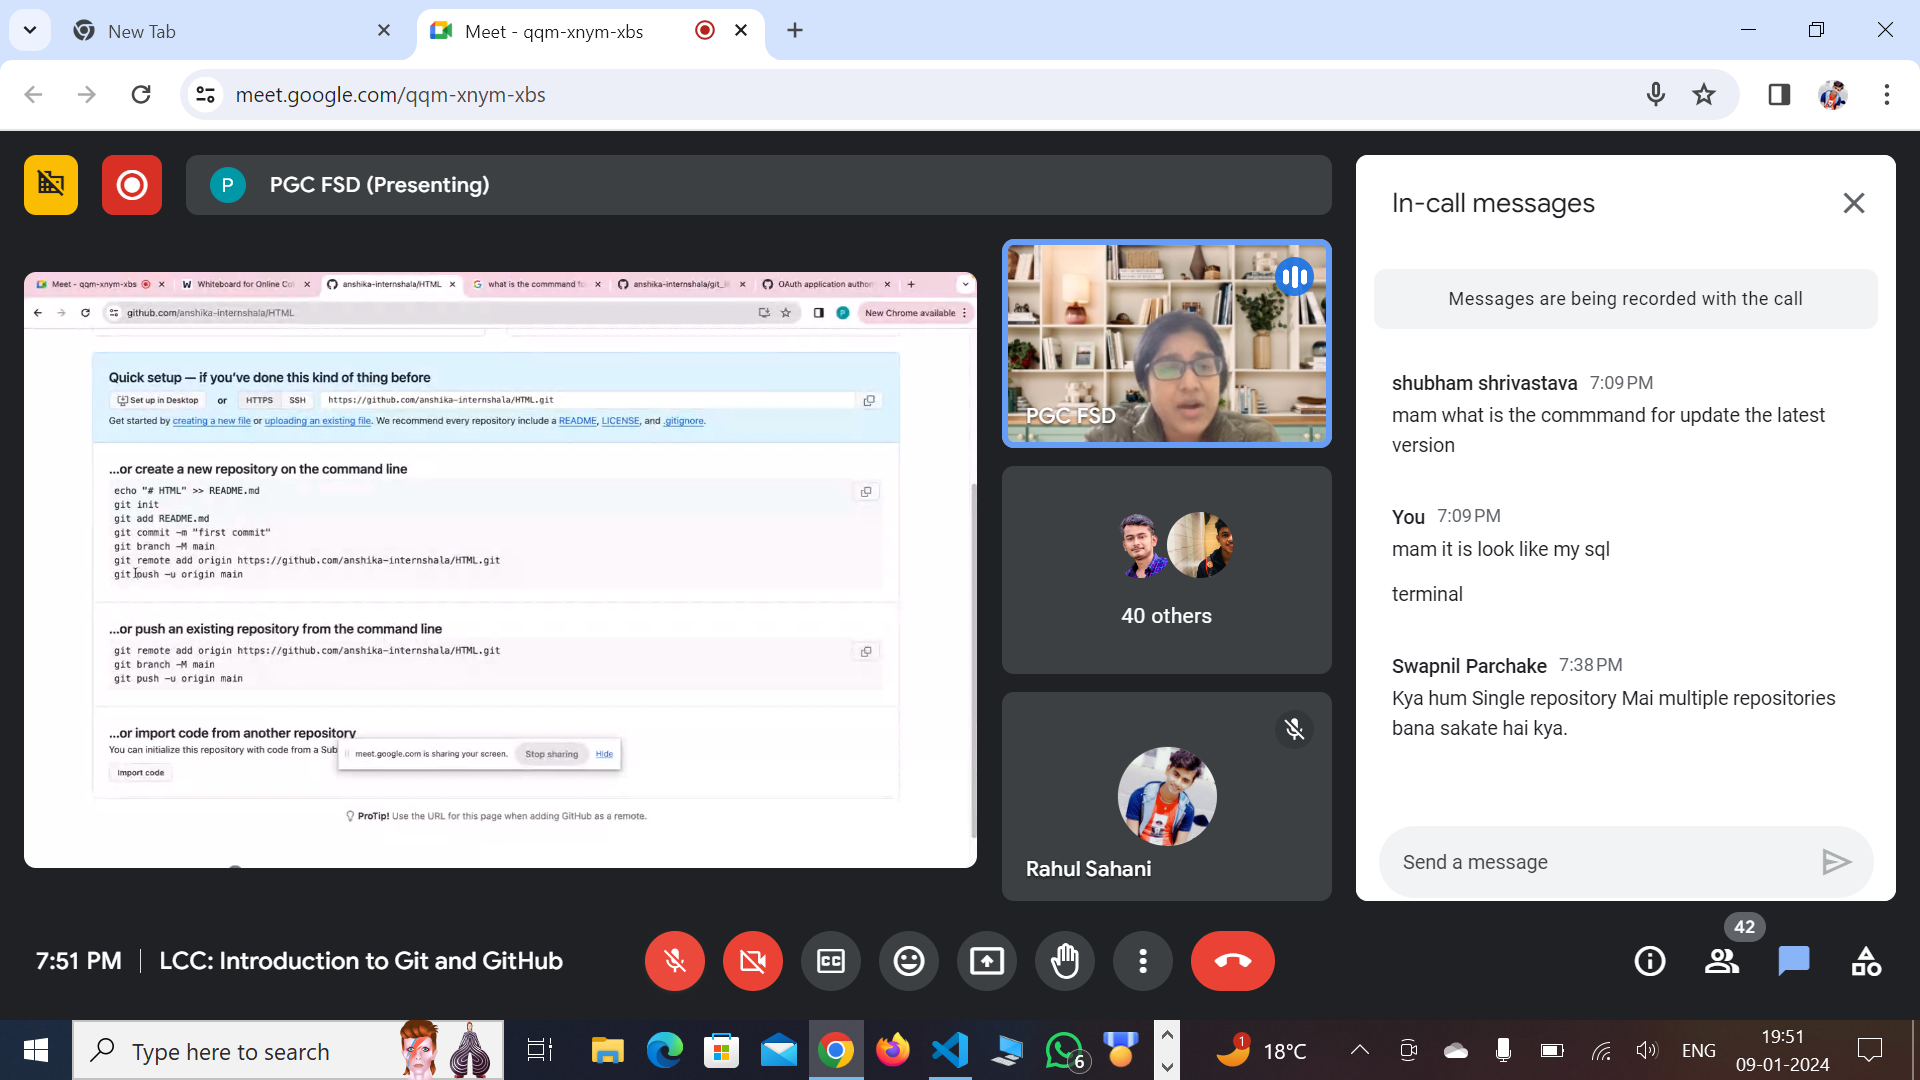 New Tab
Meet - qqm-xnym-xbs
meet.google.com/qqm-xnym-xbs
P
PGC FSD (Presenting)
Meet - qqm-xnym-xbs
Whiteboard for Online Co
anshika-internshala/HTML
what is the commmand fo
anshika-internshala/git_
OAuth application author
github.com/anshika-internshala/HTML
P
New Chrome available
Quick setup — if you've done this kind of thing before
Set up in Desktop or HTTPS SSH https://github.com/anshika-internshala/HTML.git
Get started by creating a new file or uploading an existing file. We recommend every repository include a README, LICENSE, and .gitignore.
...or create a new repository on the command line
echo "# HTML" >> README.md
git init
git add README.md
git commit -m "first commit"
git branch -M main
git remote add origin https://github.com/anshika-internshala/HTML.git
git push -u origin main
...or push an existing repository from the command line
git remote add origin https://github.com/anshika-internshala/HTML.git
git branch -M main
git push -u origin main
...or import code from another repository
You can initialize this repository with code from a Sub
meet.google.com is sharing your screen. Stop sharing Hide
Import code
ProTip! Use the URL for this page when adding GitHub as a remote.
PGC FSD
40 others
Rahul Sahani
In-call messages
Messages are being recorded with the call
shubham shrivastava 7:09 PM
mam what is the commmand for update the latest
version
You 7:09 PM
mam it is look like my sql
terminal
Swapnil Parchake 7:38 PM
Kya hum Single repository Mai multiple repositories
bana sakate hai kya.
Send a message
7:51 PM | LCC: Introduction to Git and GitHub
CC
42
Type here to search
6
1
18°C
ENG
19:51
09-01-2024